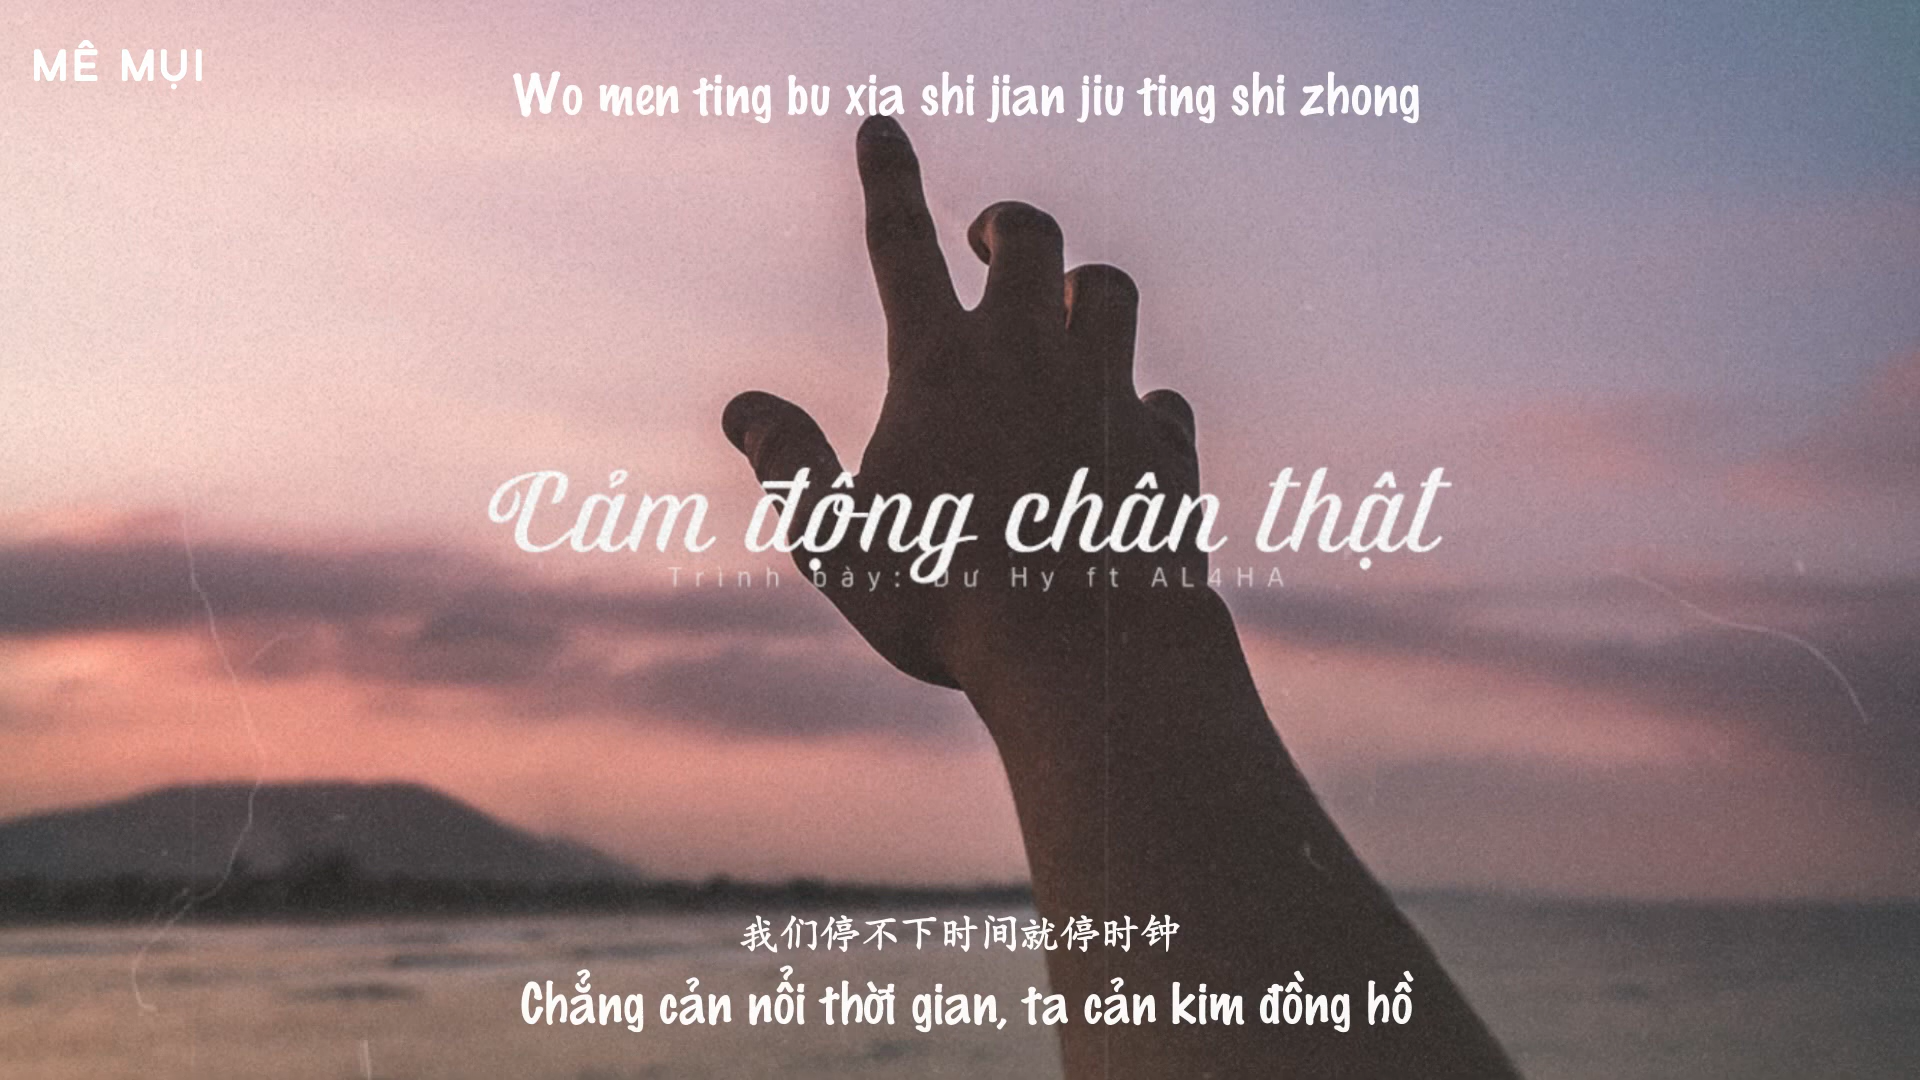 MÊ MỤI
Wo men ting bu xia shi jian jiu ting shi zhong
Cảm động chân thật
Trình bày: Dư Hy ft AL4HA
我们停不下时间就停时钟
Chẳng cản nổi thời gian, ta cản kim đồng hồ